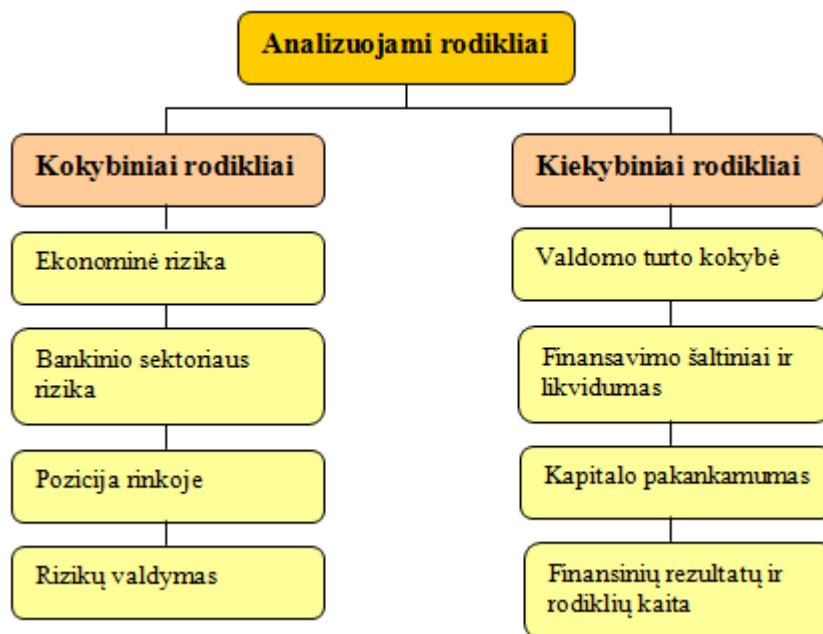 Analizuojami rodikliai
Kokybiniai rodikliai
Ekonominė rizika
Bankinio sektoriaus
rizika
Pozicija rinkoje
Rizikų valdymas
Kiekybiniai rodikliai
Valdomo turto kokybė
Finansavimo šaltiniai ir
likvidumas
Kapitalo pakankamumas
Finansinių rezultatų ir
rodiklių kaita